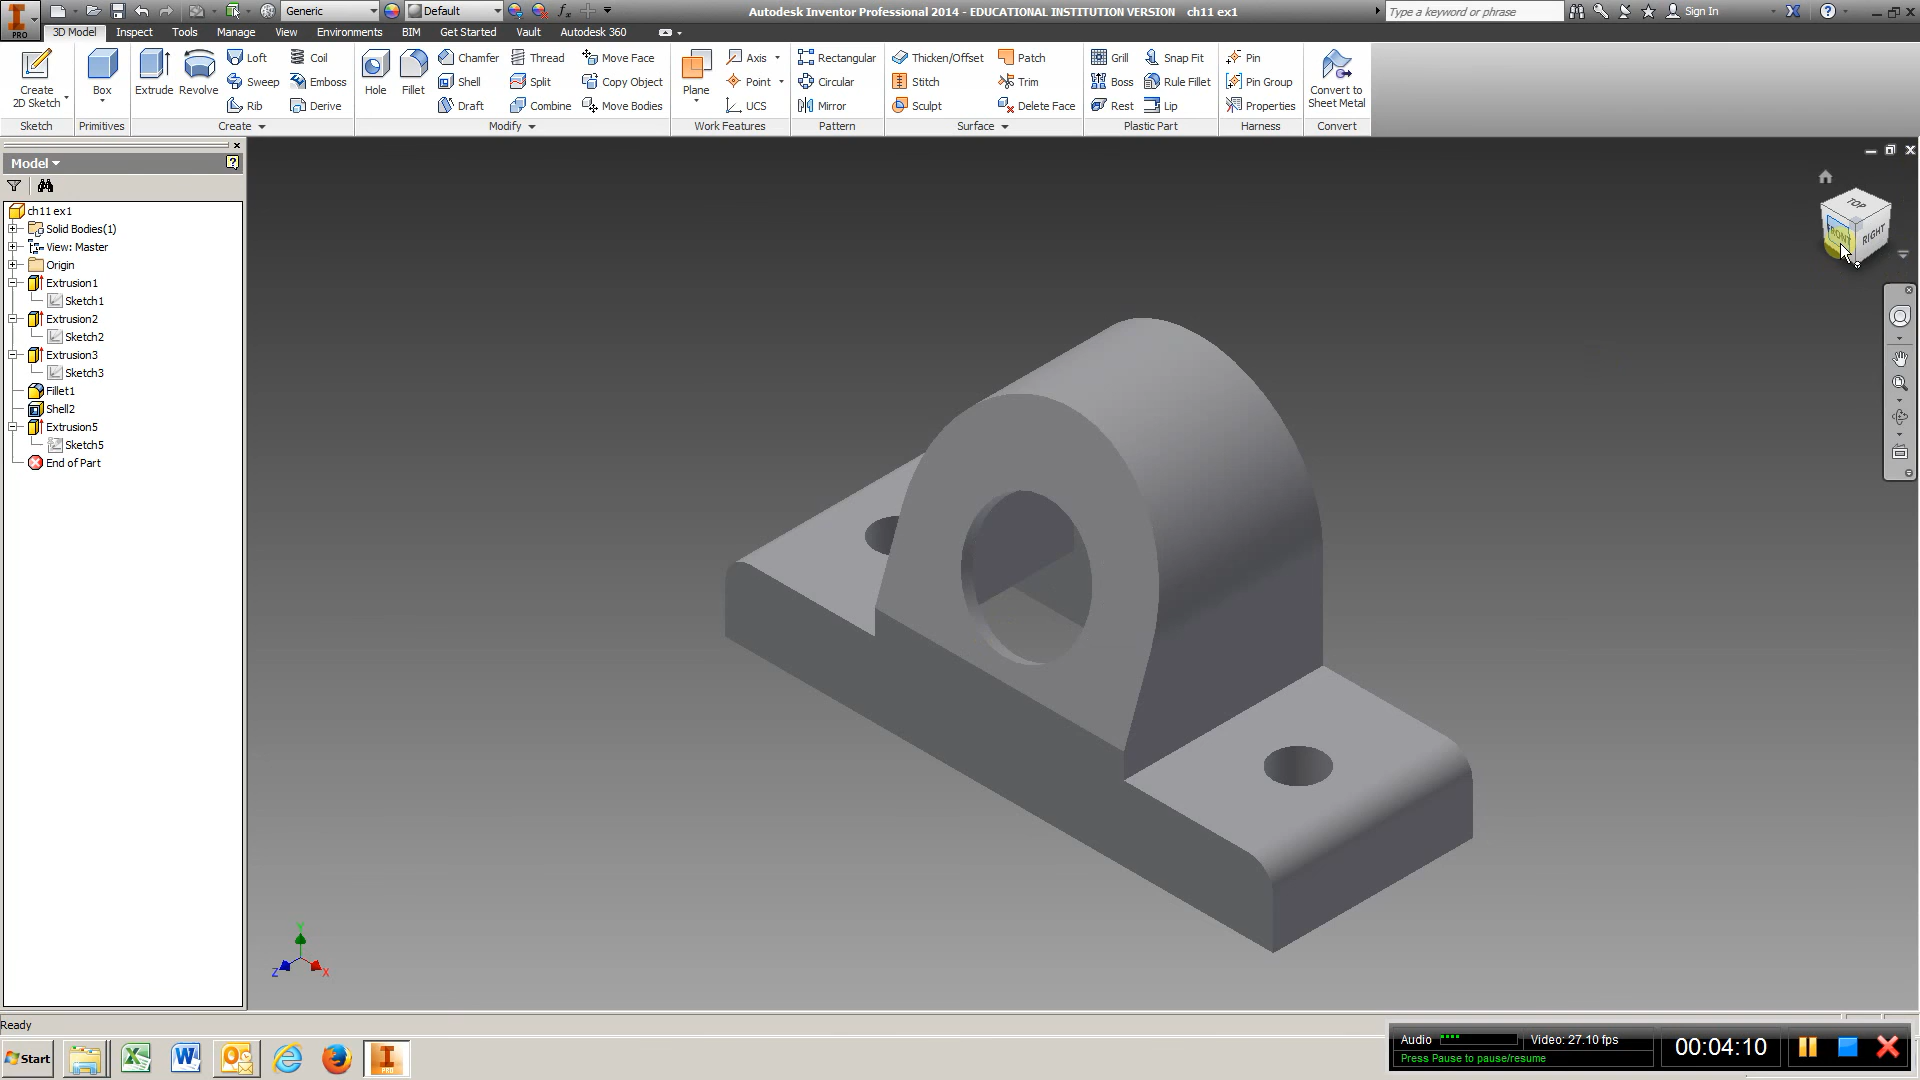 PRO
Generic
Default
fx
Autodesk Inventor Professional 2014 - EDUCATIONAL INSTITUTION VERSION ch11 ex1
Type a keyword or phrase
Sign In
3D Model Inspect Tools Manage View Environments BIM Get Started Vault Autodesk 360
Create
2D Sketch
Sketch
Box
Primitives
Extrude
Revolve
Loft
Sweep
Rib
Coil
Emboss
Derive
Create
Hole
Fillet
Chamfer
Shell
Draft
Thread
Split
Combine
Move Face
Copy Object
Move Bodies
Modify
Plane
Axis
Point
UCS
Work Features
Rectangular
Circular
Mirror
Pattern
Thicken/Offset
Stitch
Sculpt
Patch
Trim
Delete Face
Surface
Grill
Boss
Rest
Snap Fit
Rule Fillet
Lip
Plastic Part
Pin
Pin Group
Properties
Harness
Convert to
Sheet Metal
Convert
Model
ch11 ex1
Solid Bodies(1)
View: Master
Origin
Extrusion1
Sketch1
Extrusion2
Sketch2
Extrusion3
Sketch3
Fillet1
Shell2
Extrusion5
Sketch5
End of Part
TOP
FRONT
RIGHT
Y
Z
X
Ready
Start
PRO
Audio
Video: 27.10 fps
Press Pause to pause/resume
00:04:10